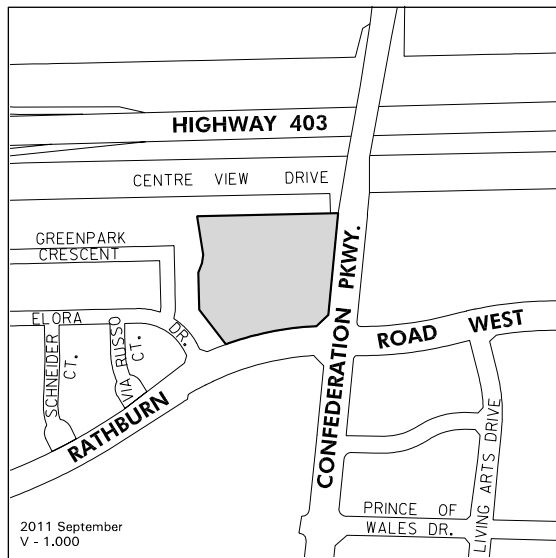 HIGHWAY 403
CENTRE VIEW DRIVE
GREENPARK
CRESCENT
CONFEDERATION PKWY.
ELORA
DR.
SCHNEIDER
CT.
VIA RUSSO
CT.
RATHBURN
ROAD WEST
LIVING ARTS DRIVE
PRINCE OF
WALES DR.
2011 September
V - 1.000